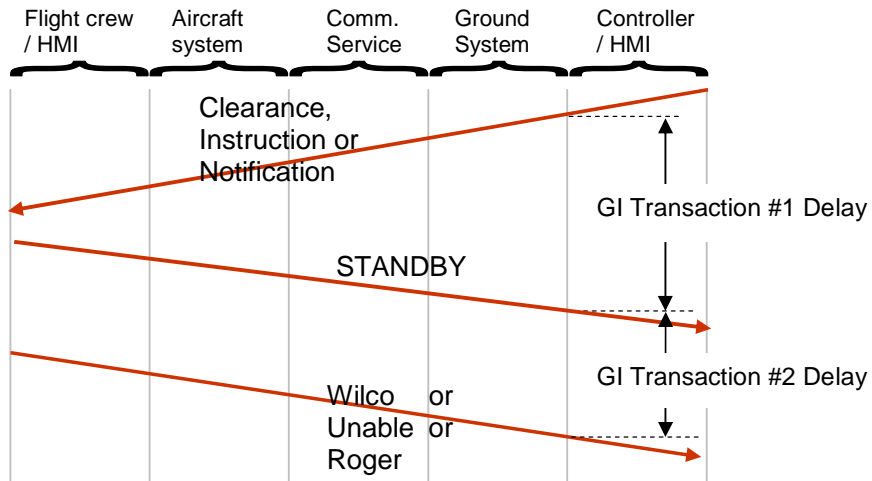 Flight crew
/ HMI
Aircraft
system
Comm.
Service
Ground
System
Controller
/ HMI
Clearance,
Instruction or
Notification
GI Transaction #1 Delay
STANDBY
GI Transaction #2 Delay
Wilco or
Unable or
Roger